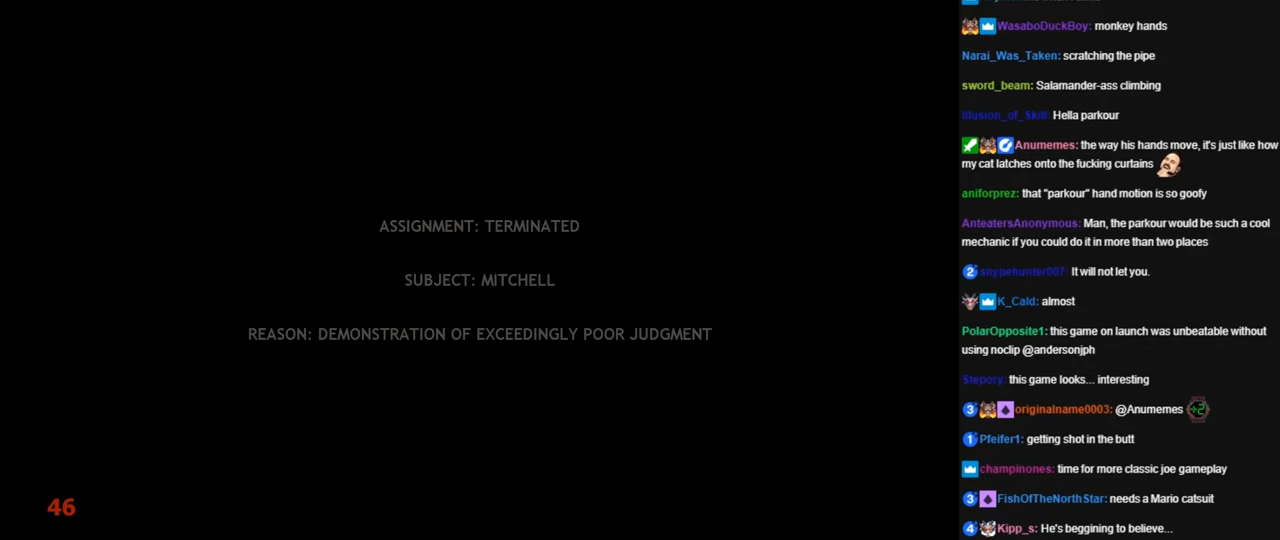 ASSIGNMENT: TERMINATED
SUBJECT: MITCHELL
REASON: DEMONSTRATION OF EXCEEDINGLY POOR JUDGMENT
46
WasaboDuckBoy: monkey hands
Narai_Was_Taken: scratching the pipe
sword_beam: Salamander-ass climbing
Illusion_of_Skill: Hella parkour
Anumemes: the way his hands move, it's just like how
my cat latches onto the fucking curtains
aniforprez: that "parkour" hand motion is so goofy
AnteatersAnonymous: Man, the parkour would be such a cool
mechanic if you could do it in more than two places
2 snypehunter007: It will not let you.
K_Cald: almost
PolarOpposite1: this game on launch was unbeatable without
using noclip @andersonjph
Stepory: this game looks... interesting
3 originalname0003: @Anumemes +2
1 Pfeifer1: getting shot in the butt
champinones: time for more classic joe gameplay
3 FishOfTheNorthStar: needs a Mario catsuit
4 Kipp_s: He's beggining to believe...